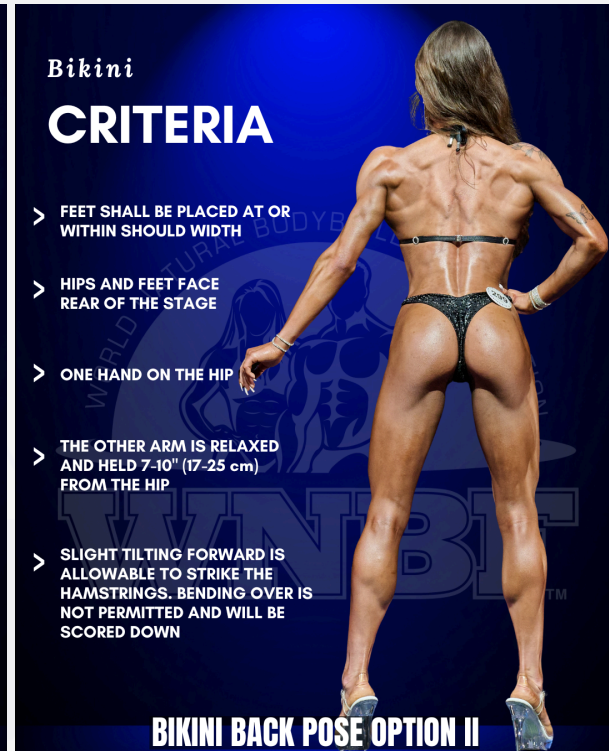 Bikini
CRITERIA
> FEET SHALL BE PLACED AT OR
WITHIN SHOULD WIDTH
> HIPS AND FEET FACE
REAR OF THE STAGE
> ONE HAND ON THE HIP
> THE OTHER ARM IS RELAXED
AND HELD 7-10" (17-25 cm)
FROM THE HIP
> SLIGHT TILTING FORWARD IS
ALLOWABLE TO STRIKE THE
HAMSTRINGS. BENDING OVER IS
NOT PERMITTED AND WILL BE
SCORED DOWN
WNBF
TM
BIKINI BACK POSE OPTION II